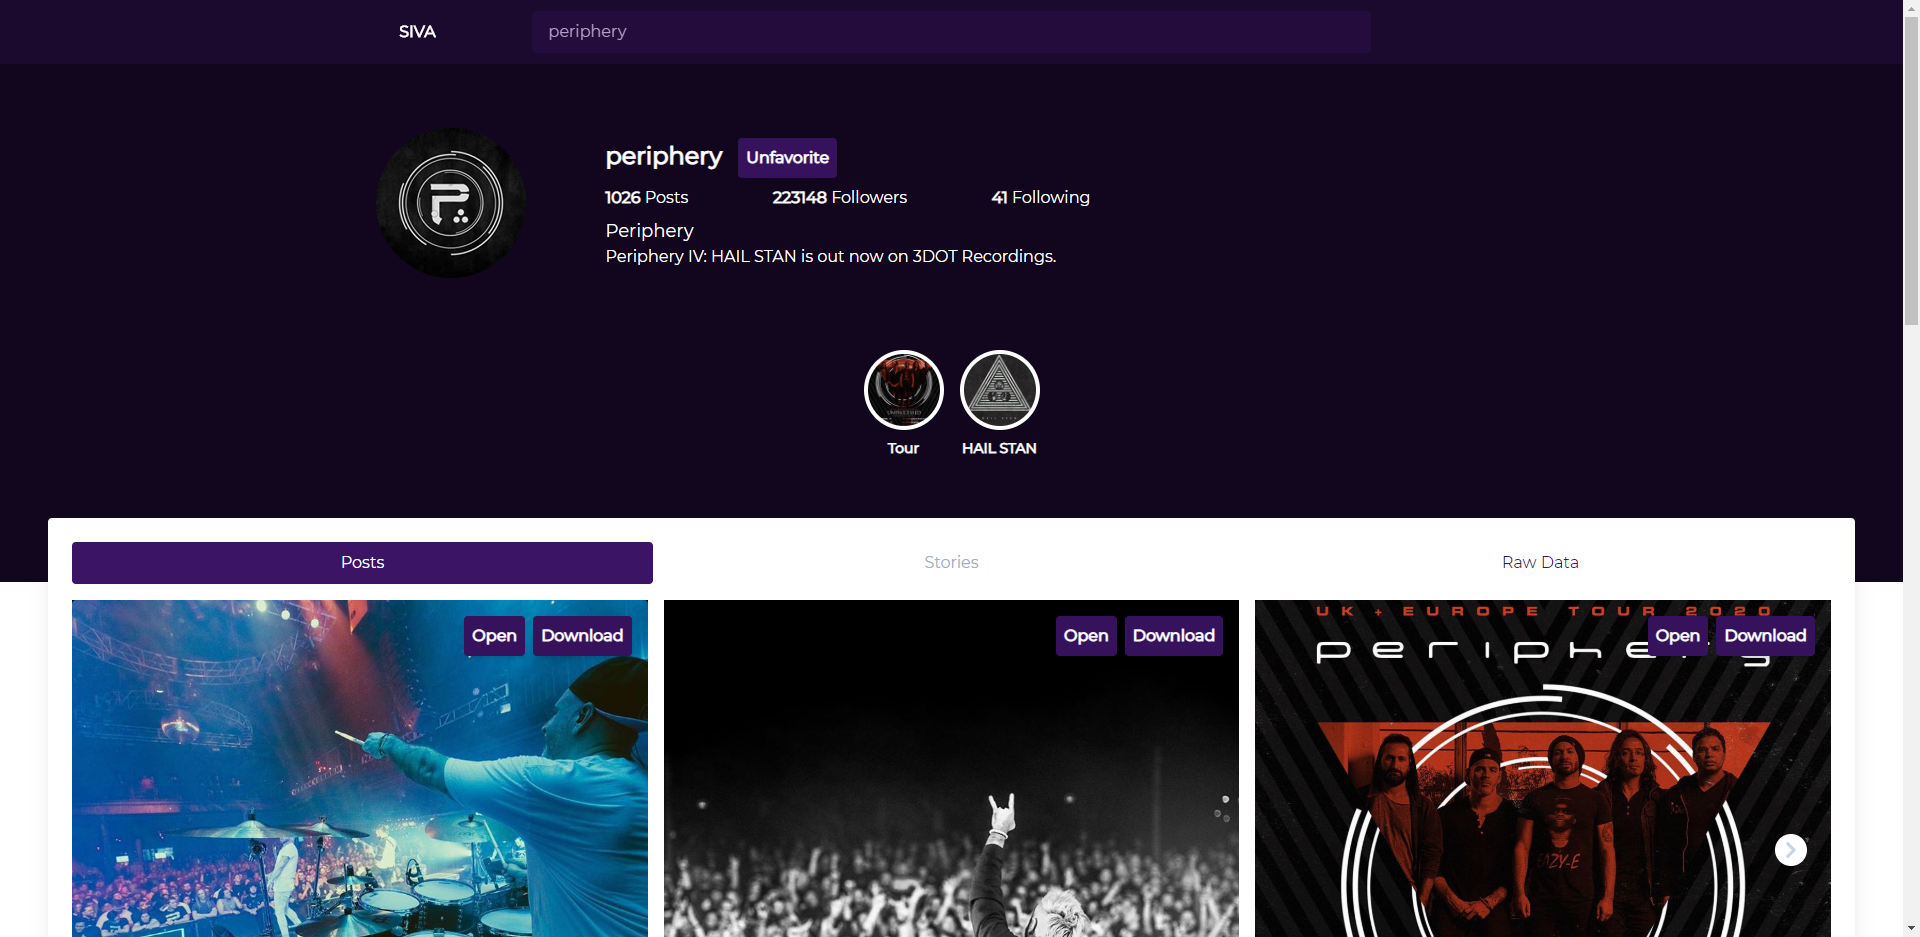 SIVA
periphery
periphery
Unfavorite
1026 Posts
223148 Followers
41 Following
Periphery
Periphery IV: HAIL STAN is out now on 3DOT Recordings.
Tour
HAIL STAN
Posts
Stories
Raw Data
Open
Download
Open
Download
UK + EUROPE TOUR 2020
Open
Download
EAZY-E